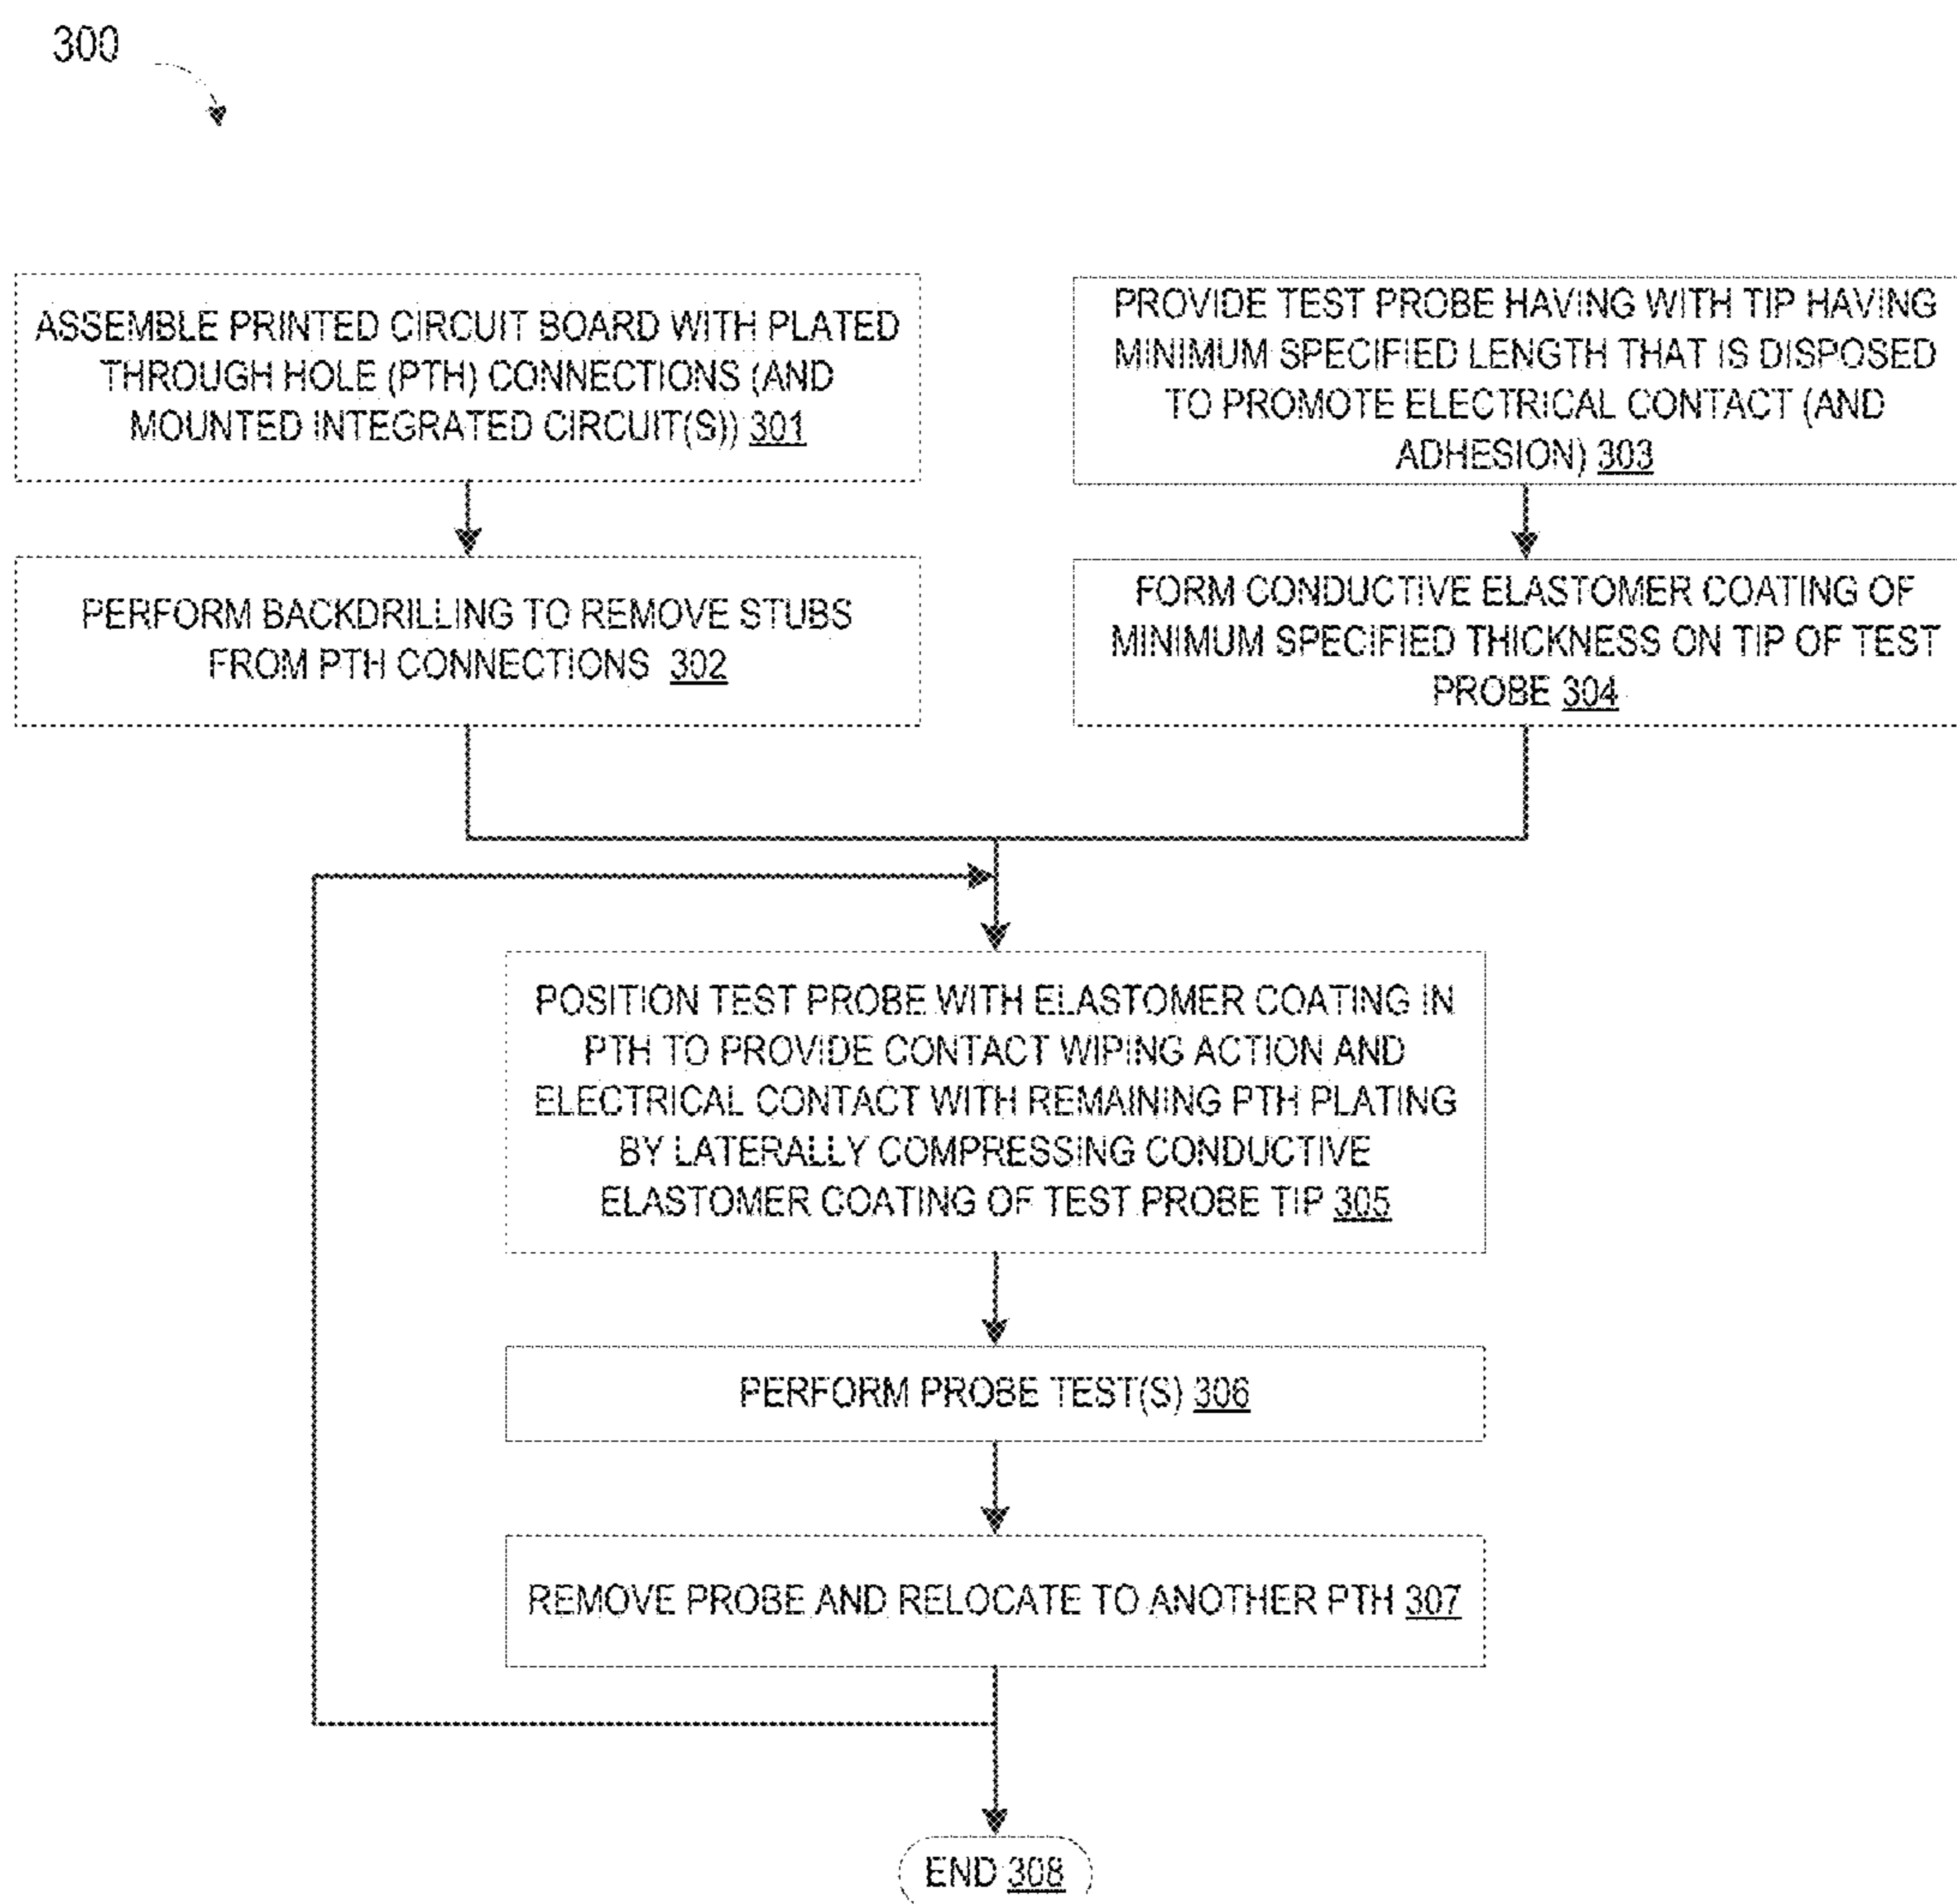 300
ASSEMBLE PRINTED CIRCUIT BOARD WITH PLATED
THROUGH HOLE (PTH) CONNECTIONS (AND
MOUNTED INTEGRATED CIRCUIT(S)) 301
PERFORM BACKDRILLING TO REMOVE STUBS
FROM PTH CONNECTIONS 302
PROVIDE TEST PROBE HAVING WITH TIP HAVING
MINIMUM SPECIFIED LENGTH THAT IS DISPOSED
TO PROMOTE ELECTRICAL CONTACT (AND
ADHESION) 303
FORM CONDUCTIVE ELASTOMER COATING OF
MINIMUM SPECIFIED THICKNESS ON TIP OF TEST
PROBE 304
POSITION TEST PROBE WITH ELASTOMER COATING IN
PTH TO PROVIDE CONTACT WIPING ACTION AND
ELECTRICAL CONTACT WITH REMAINING PTH PLATING
BY LATERALLY COMPRESSING CONDUCTIVE
ELASTOMER COATING OF TEST PROBE TIP 305
PERFORM PROBE TEST(S) 306
REMOVE PROBE AND RELOCATE TO ANOTHER PTH 307
END 308